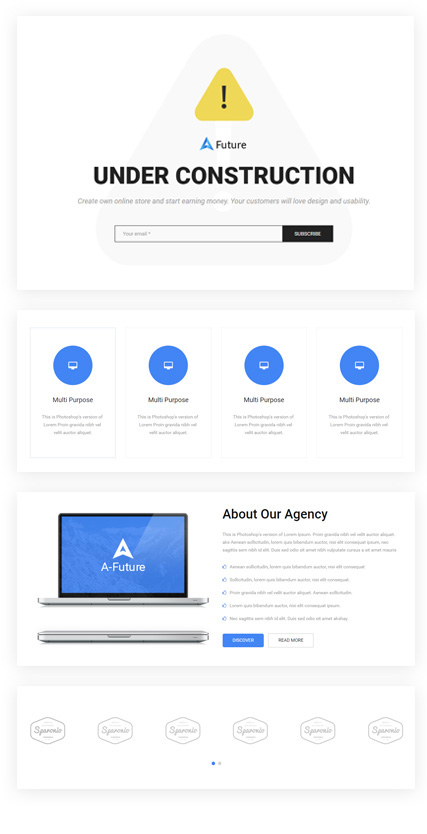 !
Future
UNDER CONSTRUCTION
Create own online store and start earning money. Your customers will love design and usability.
Your email *
SUBSCRIBE
Multi Purpose
This is Photoshop's version of
Lorem Proin gravida nibh vel
velit auctor aliquet.
Multi Purpose
This is Photoshop's version of
Lorem Proin gravida nibh vel
velit auctor aliquet.
Multi Purpose
This is Photoshop's version of
Lorem Proin gravida nibh vel
velit auctor aliquet.
Multi Purpose
This is Photoshop's version of
Lorem Proin gravida nibh vel
velit auctor aliquet.
A-Future
About Our Agency
This is Photoshop's version of Lorem Ipsum. Proin gravida nibh vel velit auctor aliquet.
Aenean sollicitudin, lorem quis bibendum auctor, nisi elit consequat ipsum, nec
sagittis sem nibh id elit. Duis sed odio sit amet nibh vulputate cursus a sit amet mauris.
Aenean sollicitudin, lorem quis bibendum auctor, nisi elit consequat.
Sollicitudin, lorem quis bibendum auctor, nisi elit consequat.
Proin gravida nibh vel velit auctor aliquet. Aenean sollicitudin.
Lorem quis bibendum auctor, nisi elit consequat ipsum.
Nec sagittis sem nibh id elit. Duis sed odio sit amet
DISCOVER
READ MORE
Sparonio
Sparonio
Sparonio
Sparonio
Sparonio
Sparonio